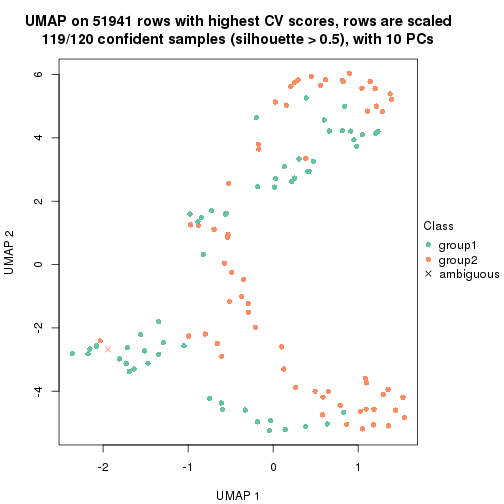 UMAP on 51941 rows with highest CV scores, rows are scaled
119/120 confident samples (silhouette > 0.5), with 10 PCs
6
4
2
0
-2
-4
UMAP 2
-2
-1
0
1
UMAP 1
Class
group1
group2
ambiguous